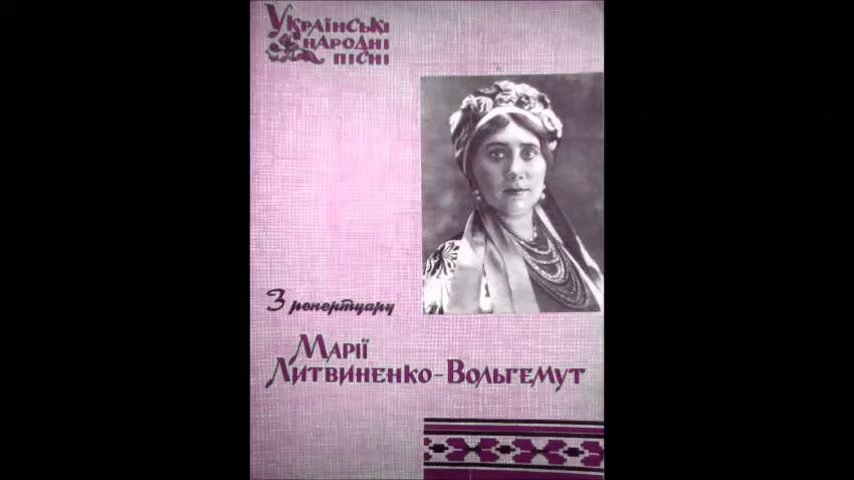 Українські
народні
пісні
З репертуару
Марії
Литвиненко-Вольгемут